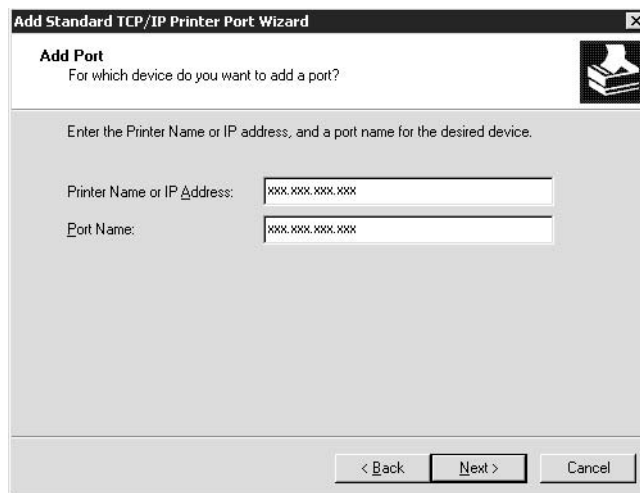 Add Standard TCP/IP Printer Port Wizard
Add Port
For which device do you want to add a port?
Enter the Printer Name or IP address, and a port name for the desired device.
Printer Name or IP Address: xxx.xxx.xxx.xxx
Port Name: xxx.xxx.xxx.xxx
< Back Next > Cancel